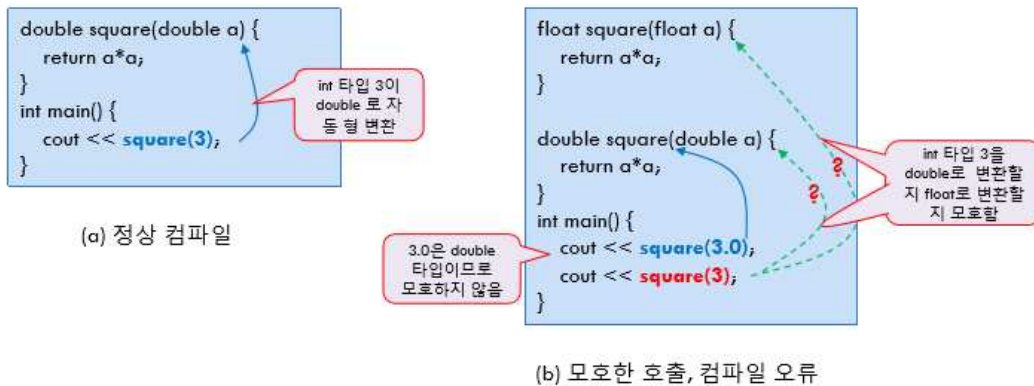 double square(double a) {
return a*a;
}
int main() {
cout << square(3);
}
int 타입 3이
double 로 자
동 형 변환
(a) 정상 컴파일
float square(float a) {
return a*a;
}
double square(double a) {
return a*a;
}
int main() {
cout << square(3.0);
cout << square(3);
}
?
?
int 타입 3을
double로 변환할
지 float로 변환할
지 모호함
3.0은 double
타입이므로
모호하지 않음
(b) 모호한 호출, 컴파일 오류